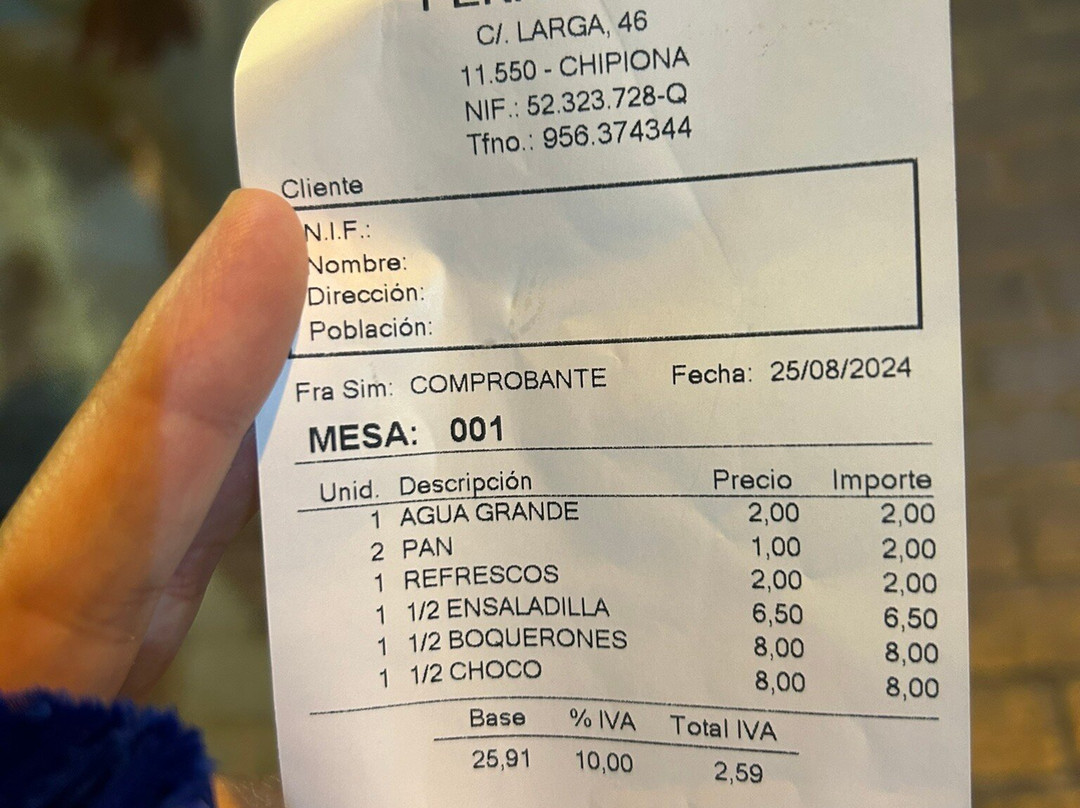 C/. LARGA, 46
11.550 - CHIPIONA
NIF.: 52.323.728-Q
Tfno.: 956.374344
Cliente
N.I.F.:
Nombre:
Dirección:
Población:
Fra Sim: COMPROBANTE Fecha: 25/08/2024
MESA: 001
Unid. Descripción Precio Importe
1 AGUA GRANDE 2,00 2,00
2 PAN 1,00 2,00
1 REFRESCOS 2,00 2,00
1 1/2 ENSALADILLA 6,50 6,50
1 1/2 BOQUERONES 8,00 8,00
1 1/2 CHOCO 8,00 8,00
Base % IVA Total IVA
25,91 10,00 2,59